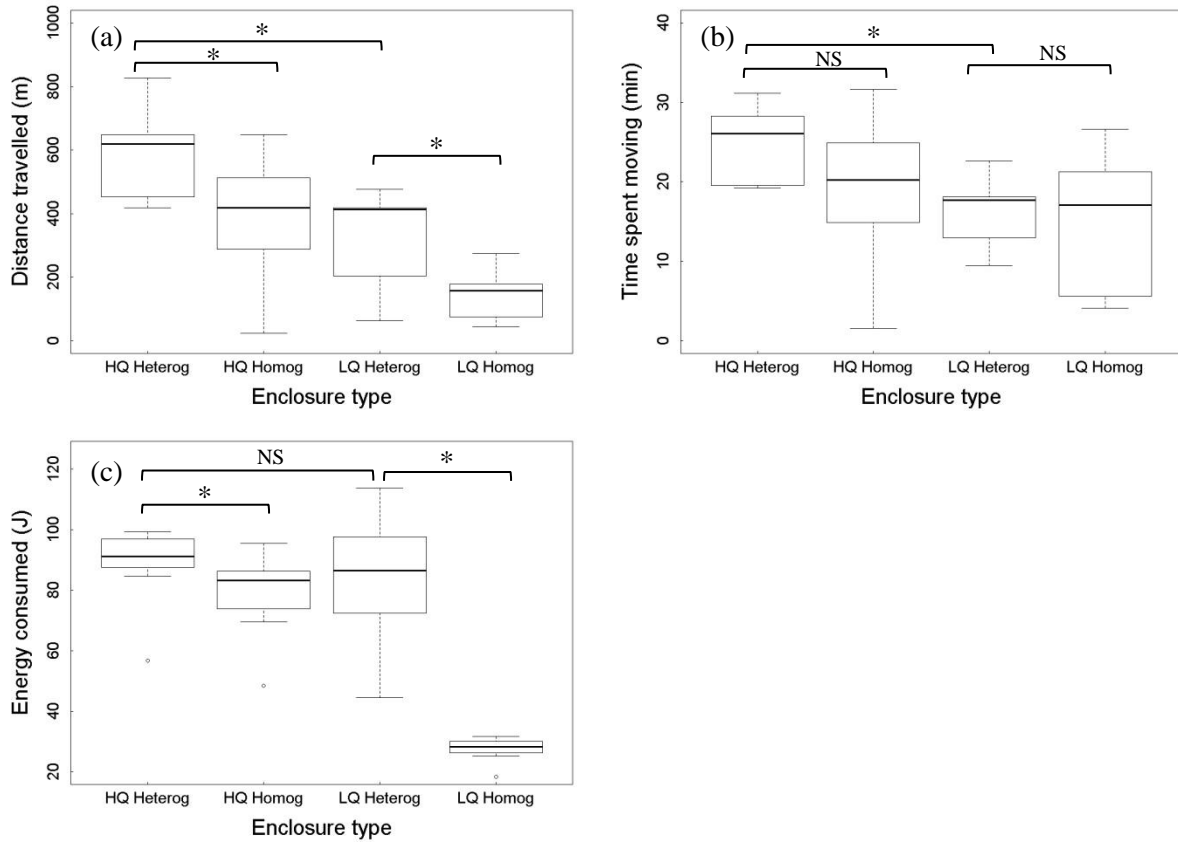 (a)
*
*
*
Distance travelled (m)
0
200
400
600
800
1000
HQ Heterog HQ Homog LQ Heterog LQ Homog
Enclosure type
(b)
*
NS
NS
Time spent moving (min)
0
10
20
30
40
HQ Heterog HQ Homog LQ Heterog LQ Homog
Enclosure type
(c)
NS
*
*
Energy consumed (J)
20
40
60
80
100
120
HQ Heterog HQ Homog LQ Heterog LQ Homog
Enclosure type